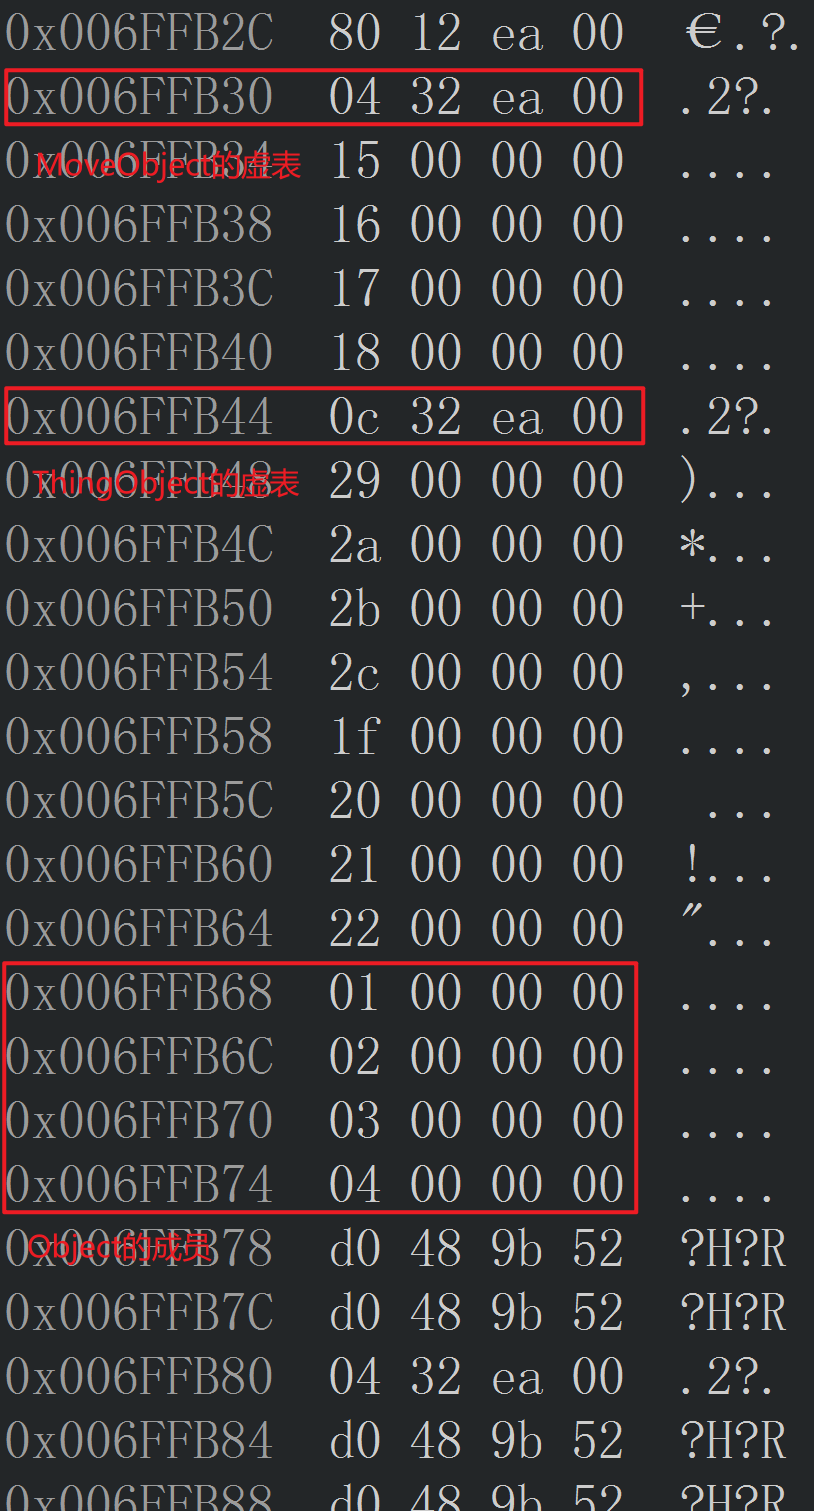 0x006FFB2C 80 12 ea 00 €.?.
0x006FFB30 04 32 ea 00 .2?.
0x006FFB34 15 00 00 00 ....
MoveObject的虚表
0x006FFB38 16 00 00 00 ....
0x006FFB3C 17 00 00 00 ....
0x006FFB40 18 00 00 00 ....
0x006FFB44 0c 32 ea 00 .2?.
0x006FFB48 29 00 00 00 )...
ThingObject的虚表
0x006FFB4C 2a 00 00 00 *...
0x006FFB50 2b 00 00 00 +...
0x006FFB54 2c 00 00 00 ,...
0x006FFB58 1f 00 00 00 ....
0x006FFB5C 20 00 00 00  ...
0x006FFB60 21 00 00 00 !...
0x006FFB64 22 00 00 00 "...
0x006FFB68 01 00 00 00 ....
0x006FFB6C 02 00 00 00 ....
0x006FFB70 03 00 00 00 ....
0x006FFB74 04 00 00 00 ....
0x006FFB78 d0 48 9b 52 ?H?R
Object的成员
0x006FFB7C d0 48 9b 52 ?H?R
0x006FFB80 04 32 ea 00 .2?.
0x006FFB84 d0 48 9b 52 ?H?R
0x006FFB88 d0 48 9b 52 ?H?R